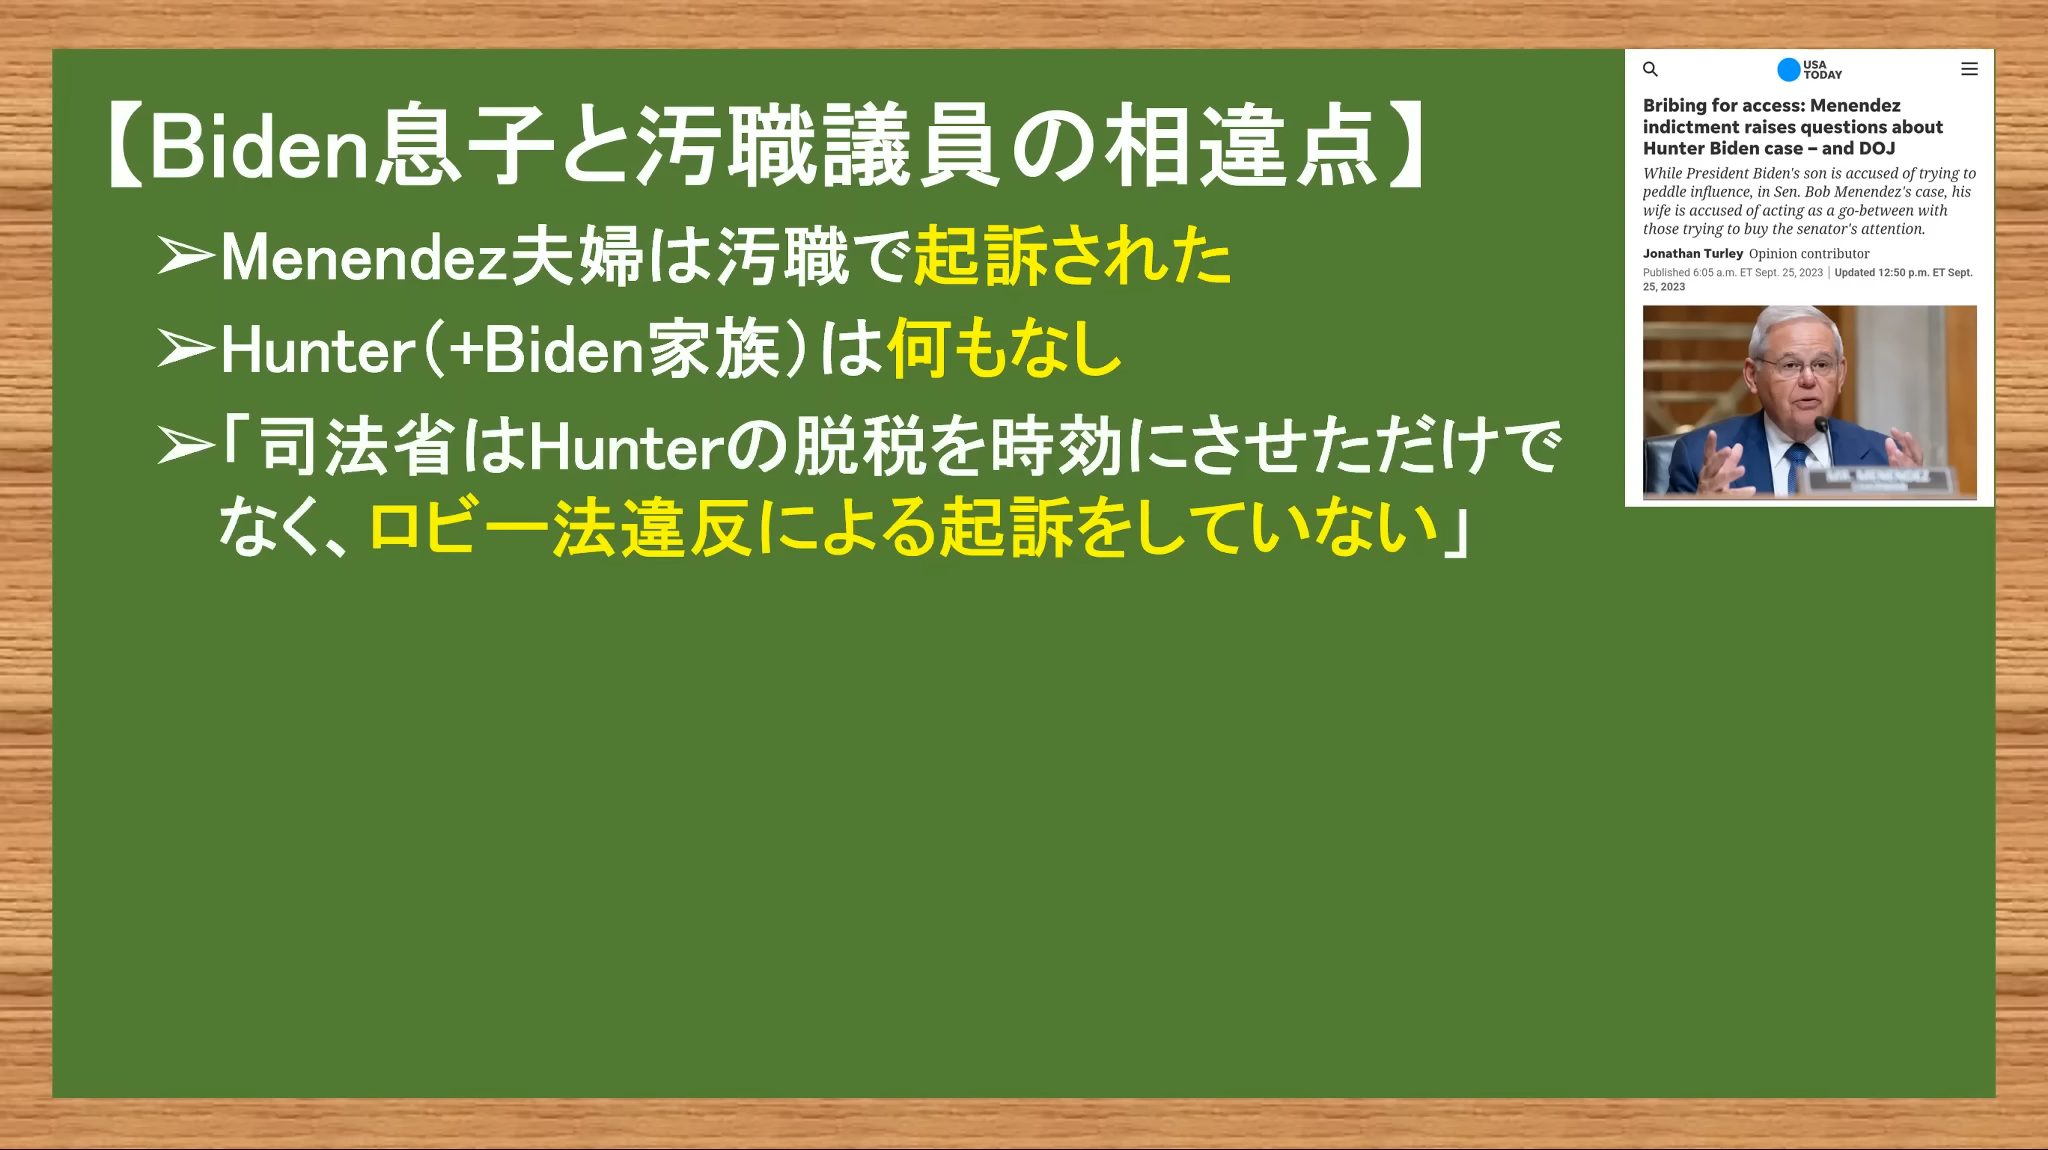 【Biden息子と汚職議員の相違点】
➢Menendez夫婦は汚職で起訴された
➢Hunter(+Biden家族)は何もなし
➢「司法省はHunterの脱税を時効にさせただけで
なく、ロビー法違反による起訴をしていない」
USA
TODAY
Bribing for access: Menendez
indictment raises questions about
Hunter Biden case – and DOJ
While President Biden's son is accused of trying to
peddle influence, in Sen. Bob Menendez's case, his
wife is accused of acting as a go-between with
those trying to buy the senator's attention.
Jonathan Turley Opinion contributor
Published 6:05 a.m. ET Sept. 25, 2023 | Updated 12:50 p.m. ET Sept.
25, 2023
MR. MENENDEZ